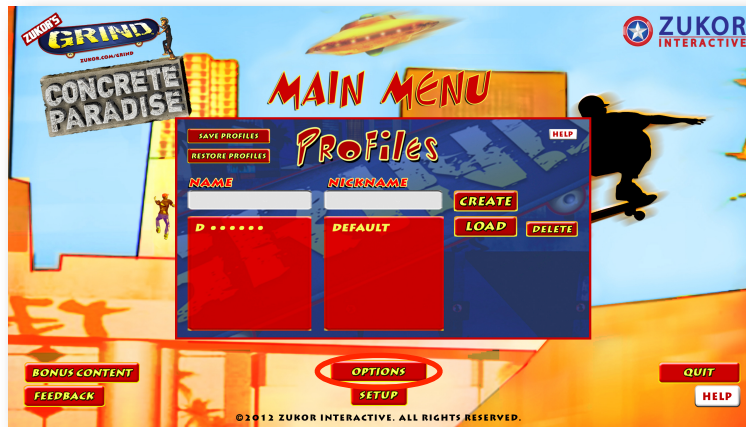 ZUKOR'S
GRIND
ZUKOR.COM/GRIND
CONCRETE
PARADISE
ZUKOR
INTERACTIVE
MAIN MENU
SAVE PROFILES
RESTORE PROFILES
PROFILES
HELP
NAME
NICKNAME
CREATE
D • • • • • •
DEFAULT
LOAD
DELETE
BONUS CONTENT
OPTIONS
QUIT
FEEDBACK
SETUP
HELP
©2012 ZUKOR INTERACTIVE. ALL RIGHTS RESERVED.